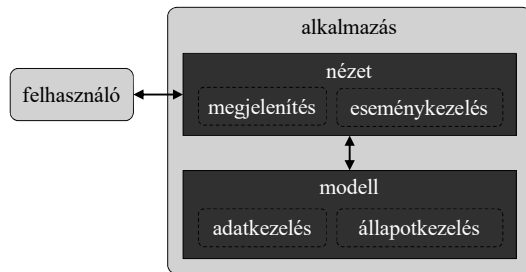 alkalmazás
nézet
felhasználó
megjelenítés
eseménykezelés
modell
adatkezelés
állapotkezelés